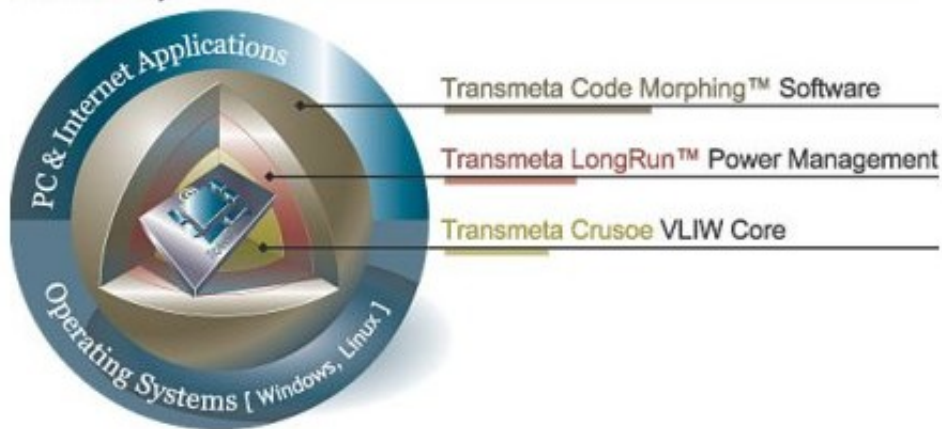 PC & Internet Applications
Operating Systems [ Windows, Linux ]
Transmeta Code Morphing™ Software
Transmeta LongRun™ Power Management
Transmeta Crusoe VLIW Core